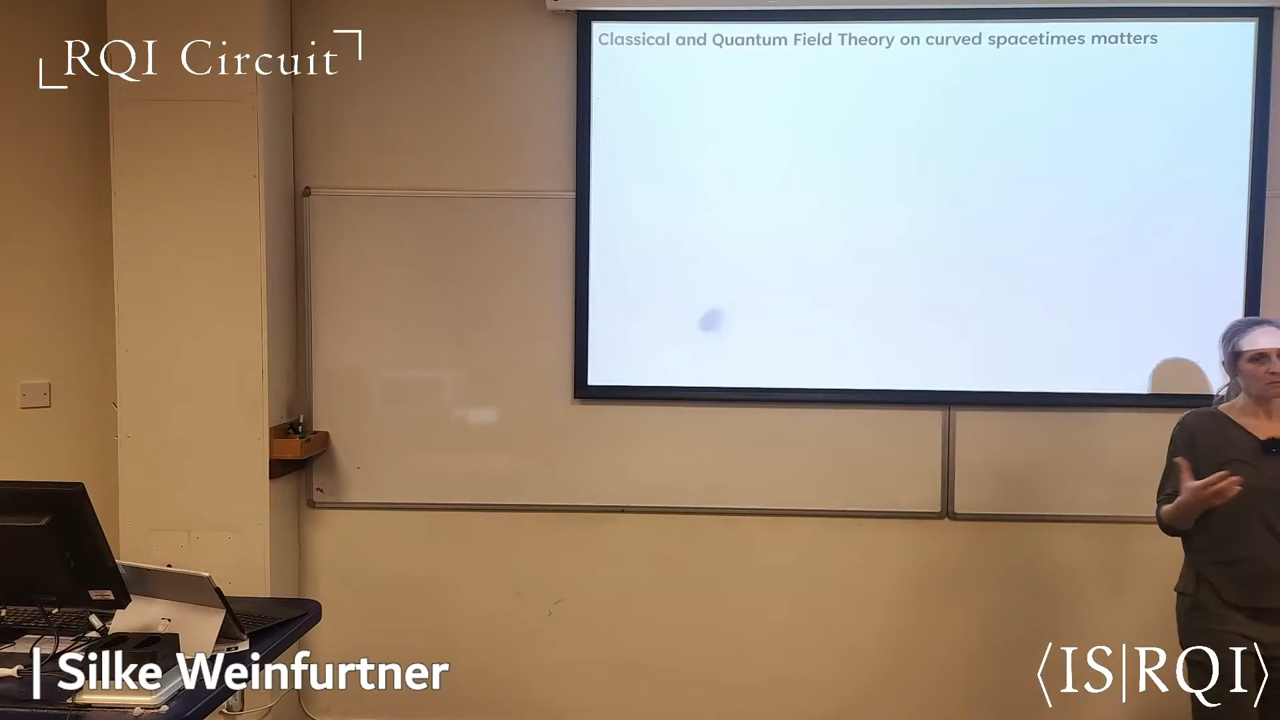 RQI Circuit
Classical and Quantum Field Theory on curved spacetimes matters
| Silke Weinfurtner
⟨IS|RQI⟩